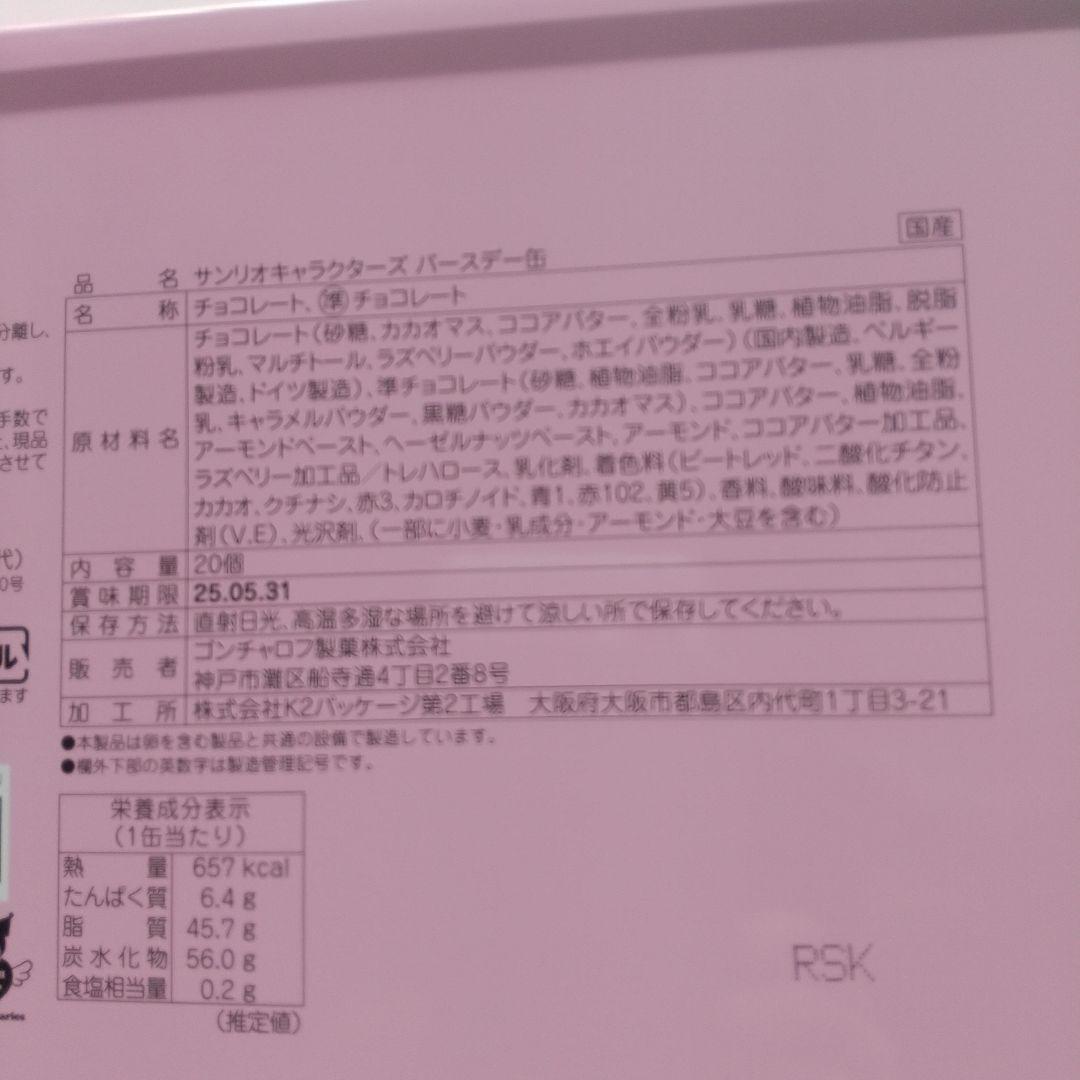 国産
品名 サンリオキャラクターズ バースデー缶
名称 チョコレート、準チョコレート
原材料名
チョコレート(砂糖、カカオマス、ココアバター、全粉乳、乳糖、植物油脂、脱脂
粉乳、マルチトール、ラズベリーパウダー、ホエイパウダー)(国内製造、ベルギー
製造、ドイツ製造)、準チョコレート(砂糖、植物油脂、ココアバター、乳糖、全粉
乳、キャラメルパウダー、黒糖パウダー、カカオマス)、ココアバター、植物油脂、
アーモンドペースト、ヘーゼルナッツペースト、アーモンド、ココアバター加工品、
ラズベリー加工品/トレハロース、乳化剤、着色料(ビートレッド、二酸化チタン、
カカオ、クチナシ、赤3、カロチノイド、青1、赤102、黄5)、香料、酸味料、酸化防止
剤(V.E)、光沢剤、(一部に小麦・乳成分・アーモンド・大豆を含む)
内容量 20個
賞味期限 25.05.31
保存方法 直射日光、高温多湿な場所を避けて涼しい所で保存してください。
販売者 ゴンチャロフ製菓株式会社
神戸市灘区船寺通4丁目2番8号
加工所 株式会社K2パッケージ第2工場 大阪府大阪市都島区内代町1丁目3-21
●本製品は卵を含む製品と共通の設備で製造しています。
●欄外下部の英数字は製造管理記号です。
栄養成分表示
(1缶当たり)
熱量 657 kcal
たんぱく質 6.4 g
脂質 45.7 g
炭水化物 56.0 g
食塩相当量 0.2 g
(推定値)
RSK
分離し、
す。
手数で
現品
させて
代)
0号
ル
ます
aries